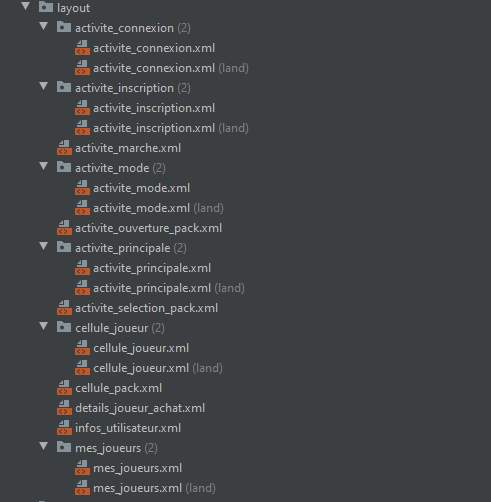 layout
activite_connexion (2)
activite_connexion.xml
activite_connexion.xml (land)
activite_inscription (2)
activite_inscription.xml
activite_inscription.xml (land)
activite_marche.xml
activite_mode (2)
activite_mode.xml
activite_mode.xml (land)
activite_ouverture_pack.xml
activite_principale (2)
activite_principale.xml
activite_principale.xml (land)
activite_selection_pack.xml
cellule_joueur (2)
cellule_joueur.xml
cellule_joueur.xml (land)
cellule_pack.xml
details_joueur_achat.xml
infos_utilisateur.xml
mes_joueurs (2)
mes_joueurs.xml
mes_joueurs.xml (land)